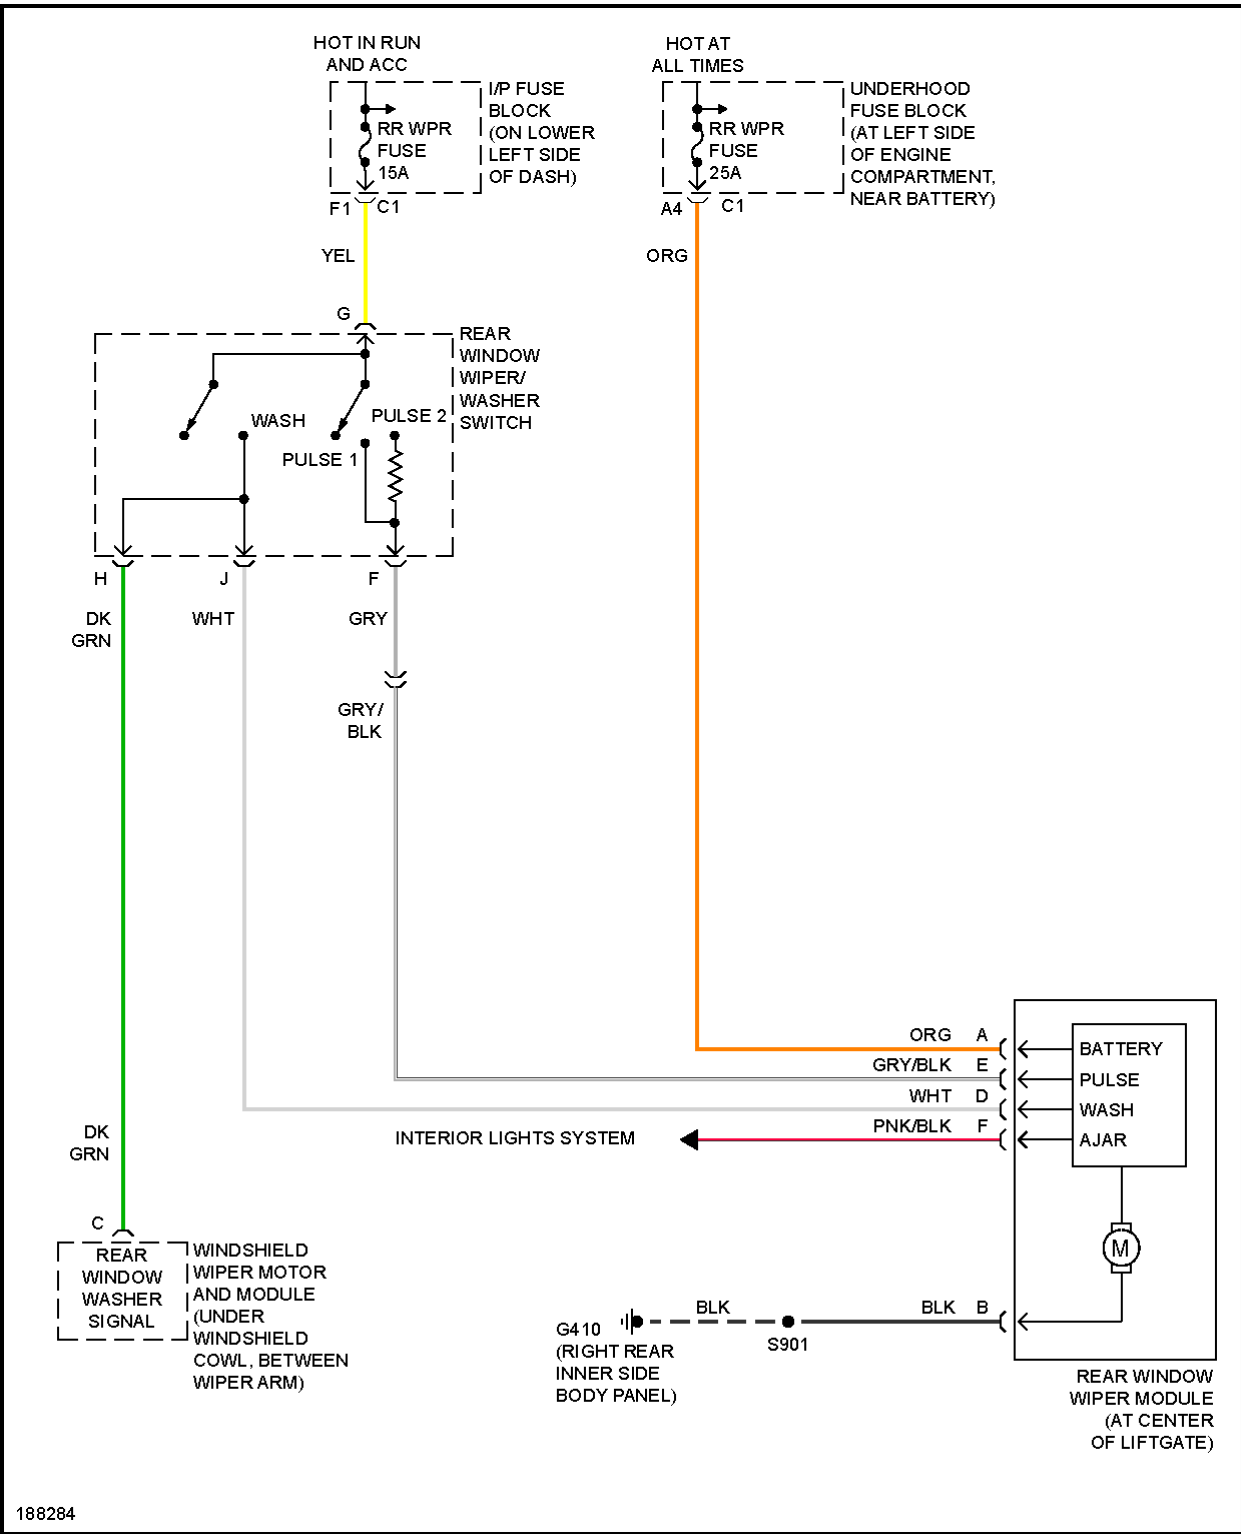 HOT IN RUN
AND ACC
I/P FUSE
BLOCK
(ON LOWER
LEFT SIDE
OF DASH)
RR WPR
FUSE
15A
F1
C1
YEL
HOT AT
ALL TIMES
UNDERHOOD
FUSE BLOCK
(AT LEFT SIDE
OF ENGINE
COMPARTMENT,
NEAR BATTERY)
RR WPR
FUSE
25A
A4
C1
ORG
G
REAR
WINDOW
WIPER/
WASHER
SWITCH
WASH
PULSE 2
PULSE 1
H
J
F
DK
GRN
WHT
GRY
GRY/
BLK
ORG A
BATTERY
GRY/BLK E
PULSE
WHT D
WASH
PNK/BLK F
AJAR
INTERIOR LIGHTS SYSTEM
DK
GRN
C
REAR
WINDOW
WASHER
SIGNAL
WINDSHIELD
WIPER MOTOR
AND MODULE
(UNDER
WINDSHIELD
COWL, BETWEEN
WIPER ARM)
M
BLK
BLK B
G410
(RIGHT REAR
INNER SIDE
BODY PANEL)
S901
REAR WINDOW
WIPER MODULE
(AT CENTER
OF LIFTGATE)
188284